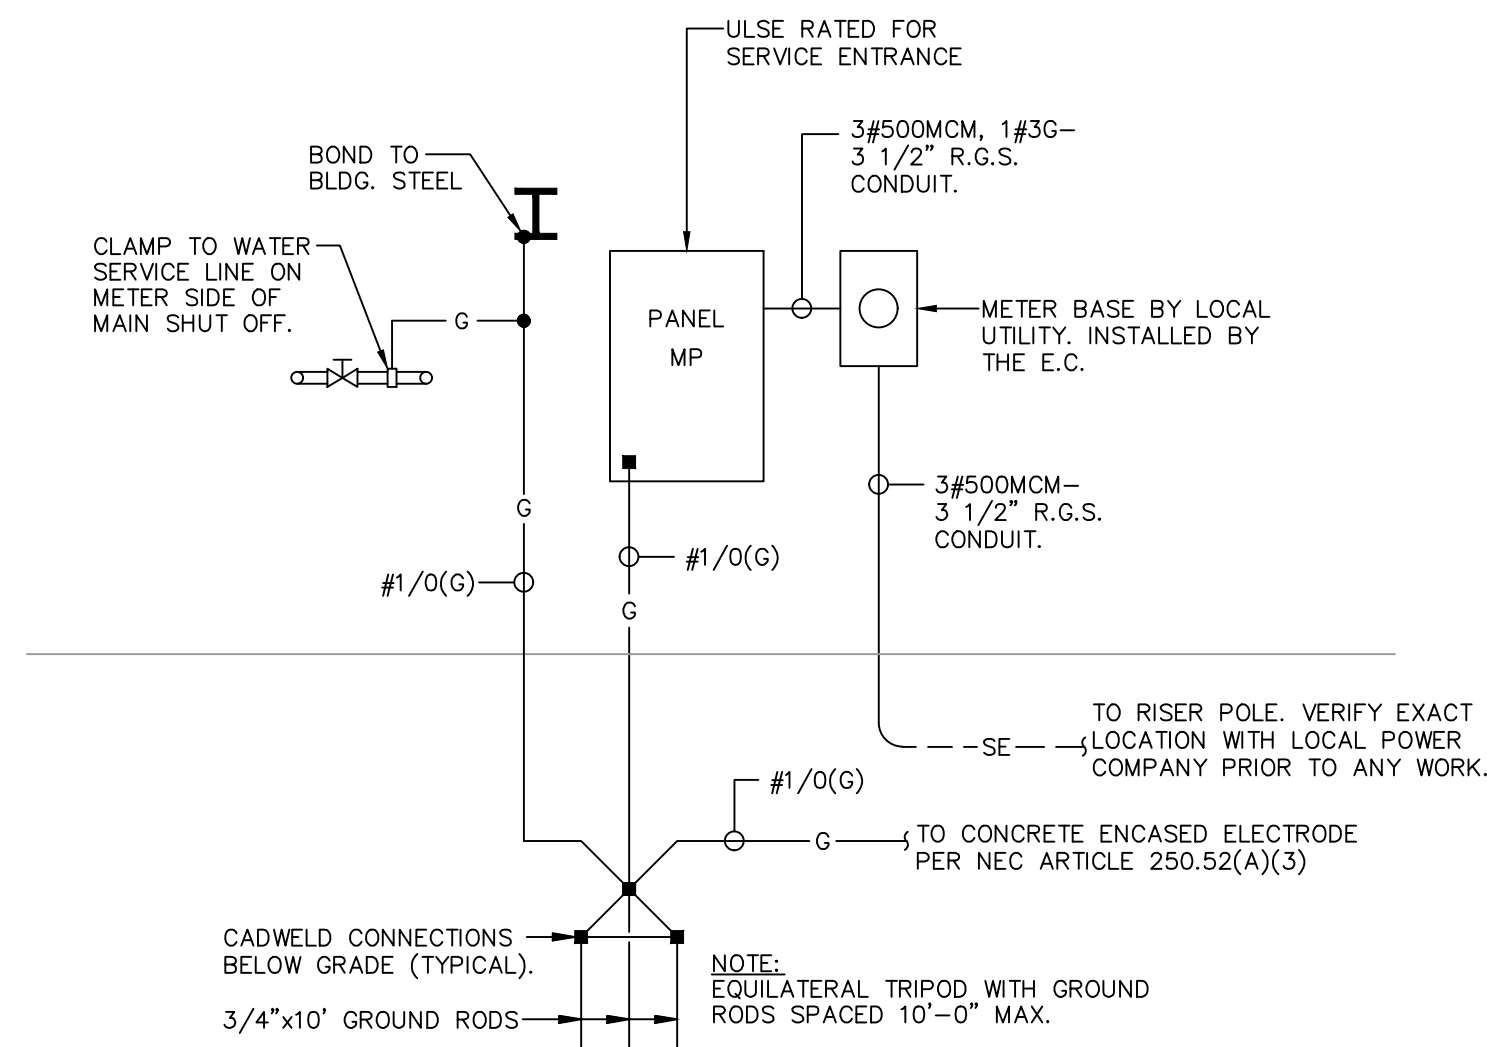 ULSE RATED FOR
SERVICE ENTRANCE
3#500MCM, 1#3G-
3 1/2" R.G.S.
CONDUIT.
BOND TO
BLDG. STEEL
CLAMP TO WATER
SERVICE LINE ON
METER SIDE OF
MAIN SHUT OFF.
G
PANEL
MP
METER BASE BY LOCAL
UTILITY. INSTALLED BY
THE E.C.
G
3#500MCM-
3 1/2" R.G.S.
CONDUIT.
#1/0(G)
#1/0(G)
G
TO RISER POLE. VERIFY EXACT
LOCATION WITH LOCAL POWER
COMPANY PRIOR TO ANY WORK.
SE
#1/0(G)
G
TO CONCRETE ENCASED ELECTRODE
PER NEC ARTICLE 250.52(A)(3)
CADWELD CONNECTIONS
BELOW GRADE (TYPICAL).
3/4"x10' GROUND RODS
NOTE:
EQUILATERAL TRIPOD WITH GROUND
RODS SPACED 10'-0" MAX.